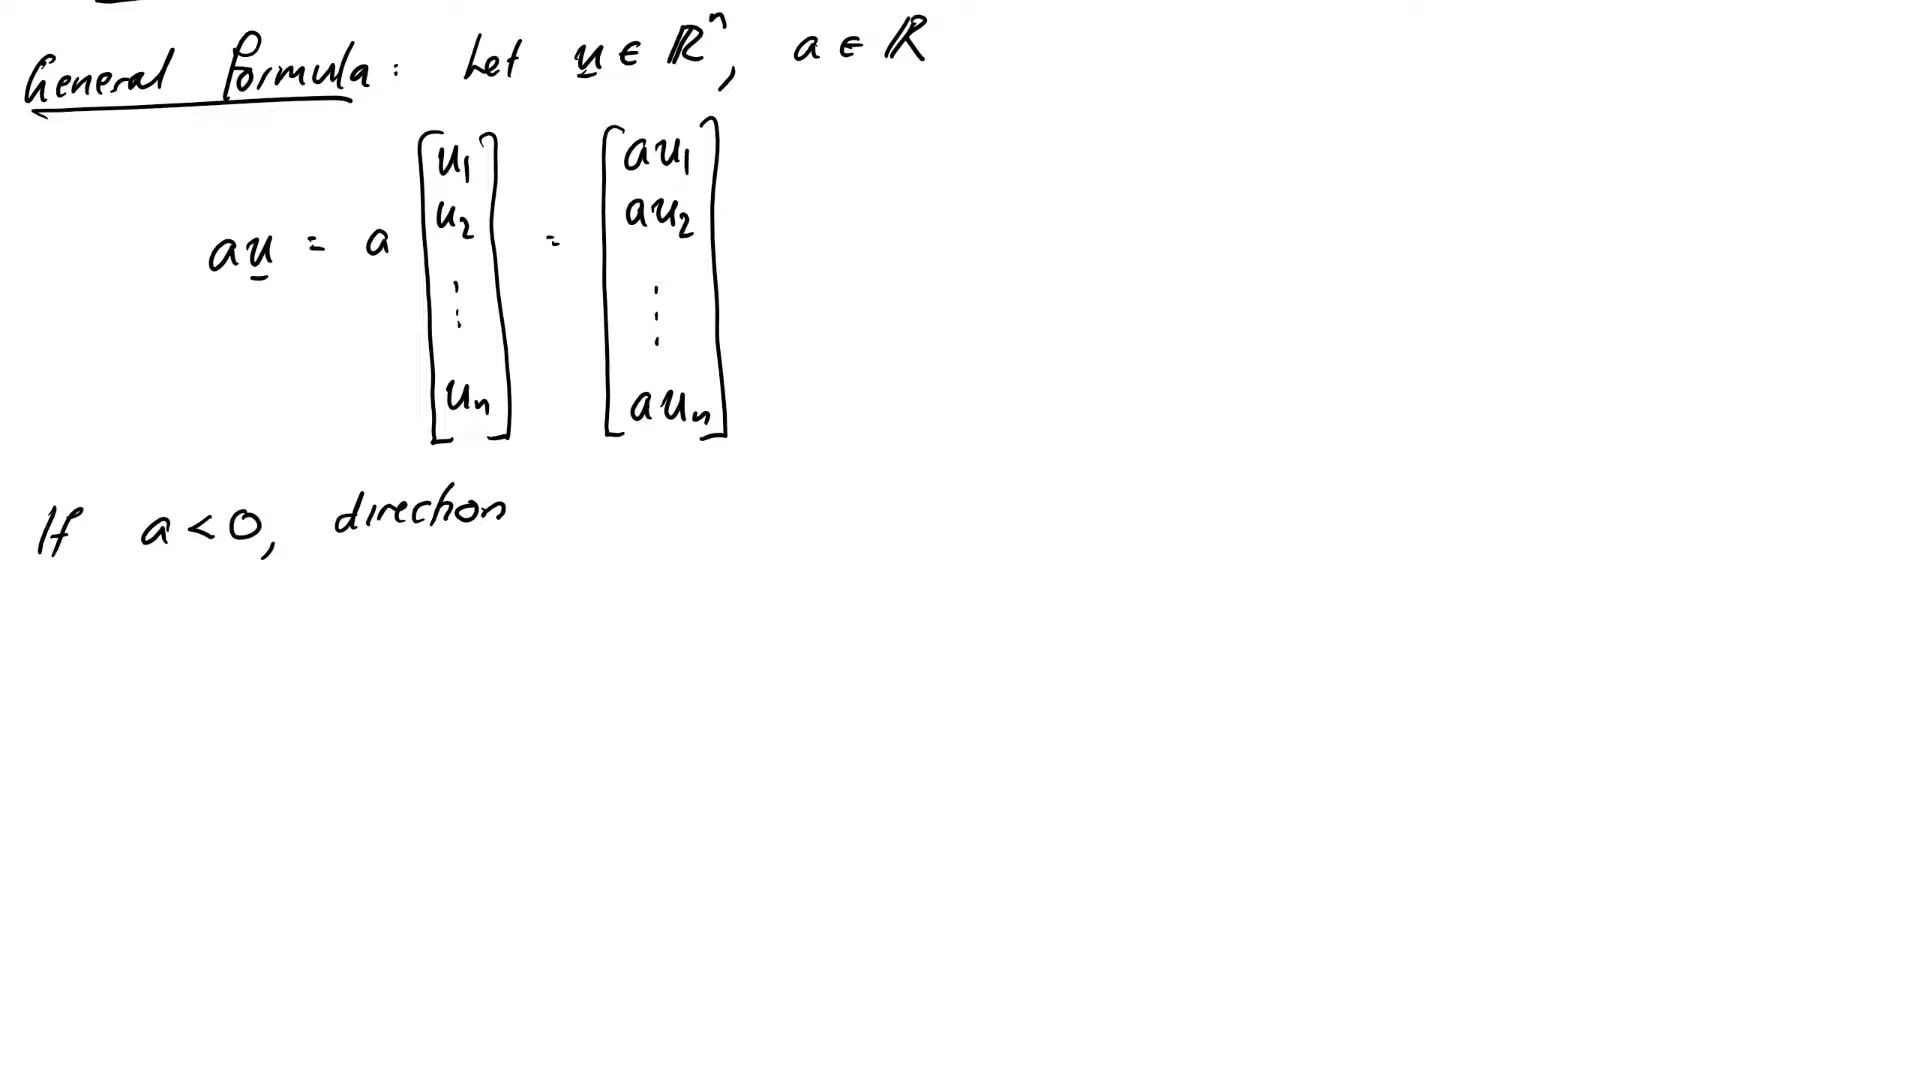 General Formula: Let u ∈ ℝⁿ, a ∈ ℝ
au = a [u₁ u₂ ⋮ uₙ] = [au₁ au₂ ⋮ auₙ]
If a < 0, direction